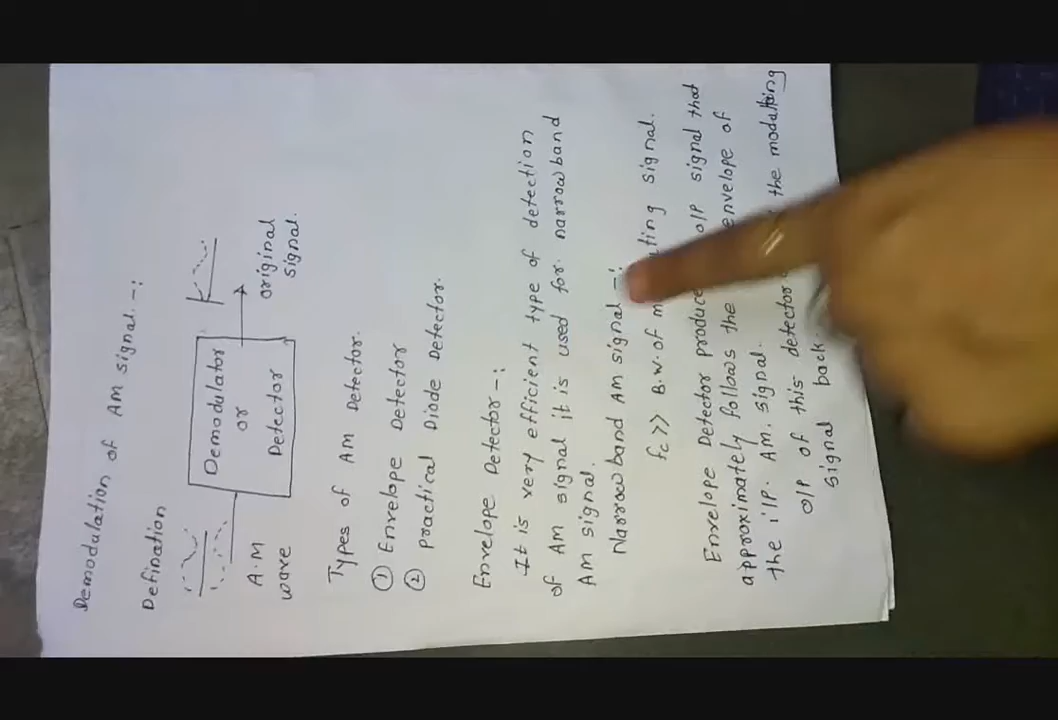 Demodulation of Am signal.-:
Defination
Demodulator
or
Detector
A.M
wave
original
signal.
Types of Am Detector.
① Envelope Detector
② practical Diode Detector.
Envelope Detector-:
It is very efficient type of detection
of Am signal it is used for narrowband
Am signal.
Narrowband Am signal-:
fc >> B.W. of ting signal.
Envelope Detector produce O/P signal that
approximately follows the envelope of
the i/P. AM. signal.
O/P of this detector the modalting
signal back.